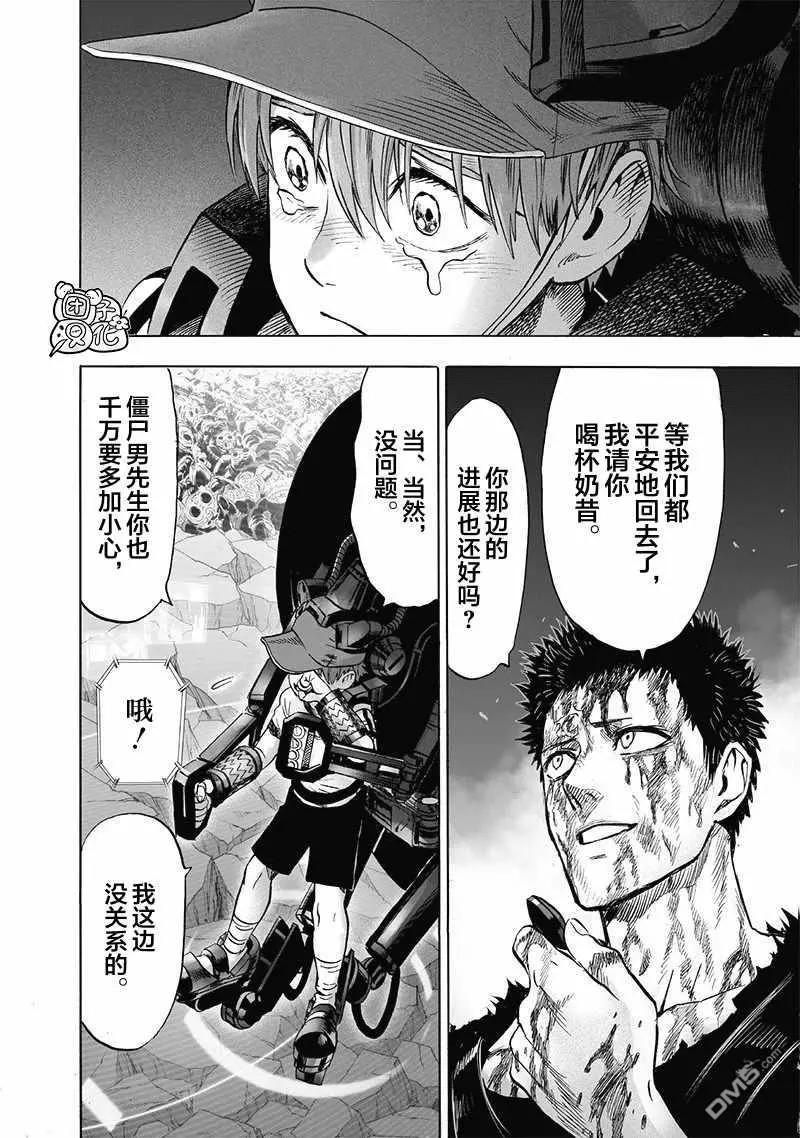 等我们都
平安地回去了，
我请你
喝杯奶昔。
你那边的
进展也还好吗？
当、当然，
没问题。
僵尸男先生你也
千万要多加小心，
哦！
我这边
没关系的。
团子
汉化
DM5.COM